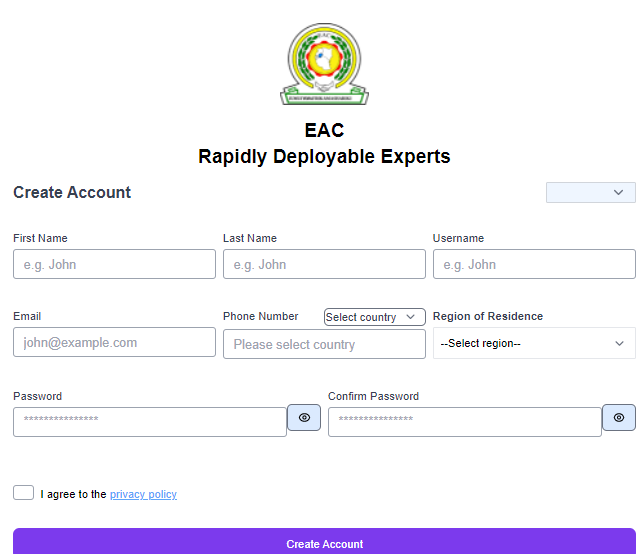 EAC
Rapidly Deployable Experts
Create Account
First Name
Last Name
Username
e.g. John
e.g. John
e.g. John
Email
Phone Number
Select country
Region of Residence
john@example.com
Please select country
--Select region--
Password
Confirm Password
***************
***************
I agree to the privacy policy
Create Account